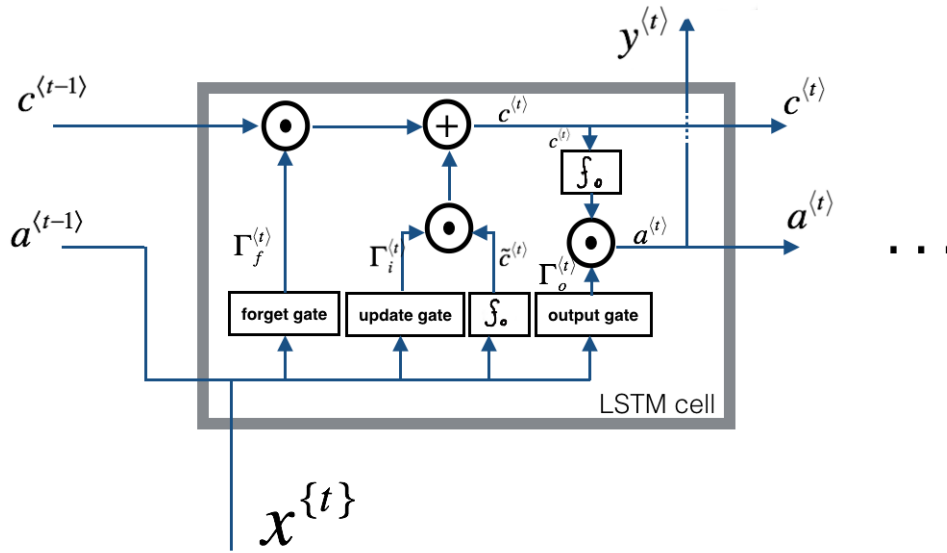 y⟨t⟩
c⟨t−1⟩
c⟨t⟩
c⟨t⟩
c⟨t⟩
a⟨t−1⟩
a⟨t⟩
a⟨t⟩
Γf⟨t⟩
Γi⟨t⟩
c̃⟨t⟩
Γo⟨t⟩
...
forget gate
update gate
output gate
LSTM cell
x{t}